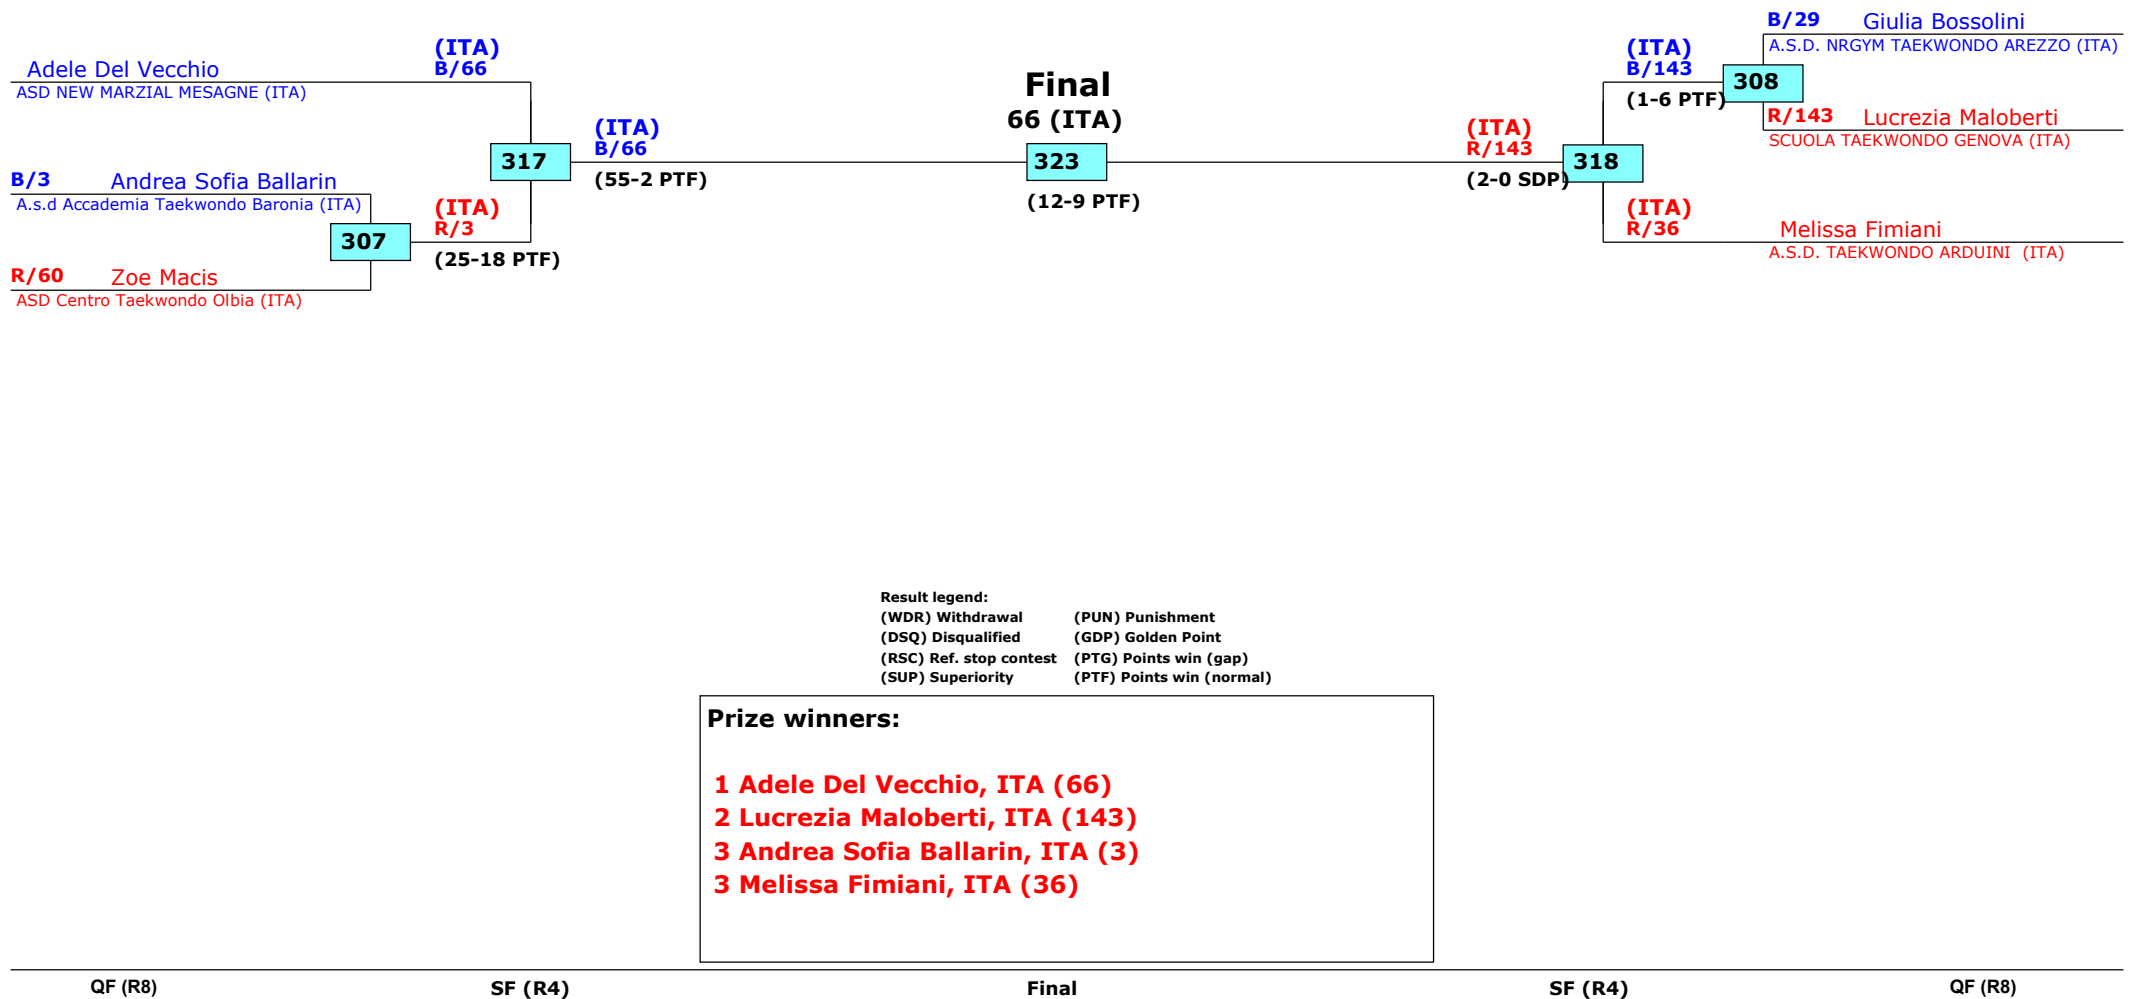 Adele Del Vecchio
ASD NEW MARZIAL MESAGNE (ITA)
(ITA)
B/66
B/3 Andrea Sofia Ballarin
A.s.d Accademia Taekwondo Baronia (ITA)
307
R/60 Zoe Macis
ASD Centro Taekwondo Olbia (ITA)
(ITA)
R/3
(25-18 PTF)
317
(ITA)
B/66
(55-2 PTF)
Final
66 (ITA)
323
(12-9 PTF)
(ITA)
R/143
(2-0 SDP)
318
(ITA)
B/143
(1-6 PTF)
308
B/29 Giulia Bossolini
A.S.D. NRGYM TAEKWONDO AREZZO (ITA)
R/143 Lucrezia Maloberti
SCUOLA TAEKWONDO GENOVA (ITA)
(ITA)
R/36
Melissa Fimiani
A.S.D. TAEKWONDO ARDUINI (ITA)
Result legend:
(WDR) Withdrawal (PUN) Punishment
(DSQ) Disqualified (GDP) Golden Point
(RSC) Ref. stop contest (PTG) Points win (gap)
(SUP) Superiority (PTF) Points win (normal)
Prize winners:
1 Adele Del Vecchio, ITA (66)
2 Lucrezia Maloberti, ITA (143)
3 Andrea Sofia Ballarin, ITA (3)
3 Melissa Fimiani, ITA (36)
QF (R8) SF (R4) Final SF (R4) QF (R8)